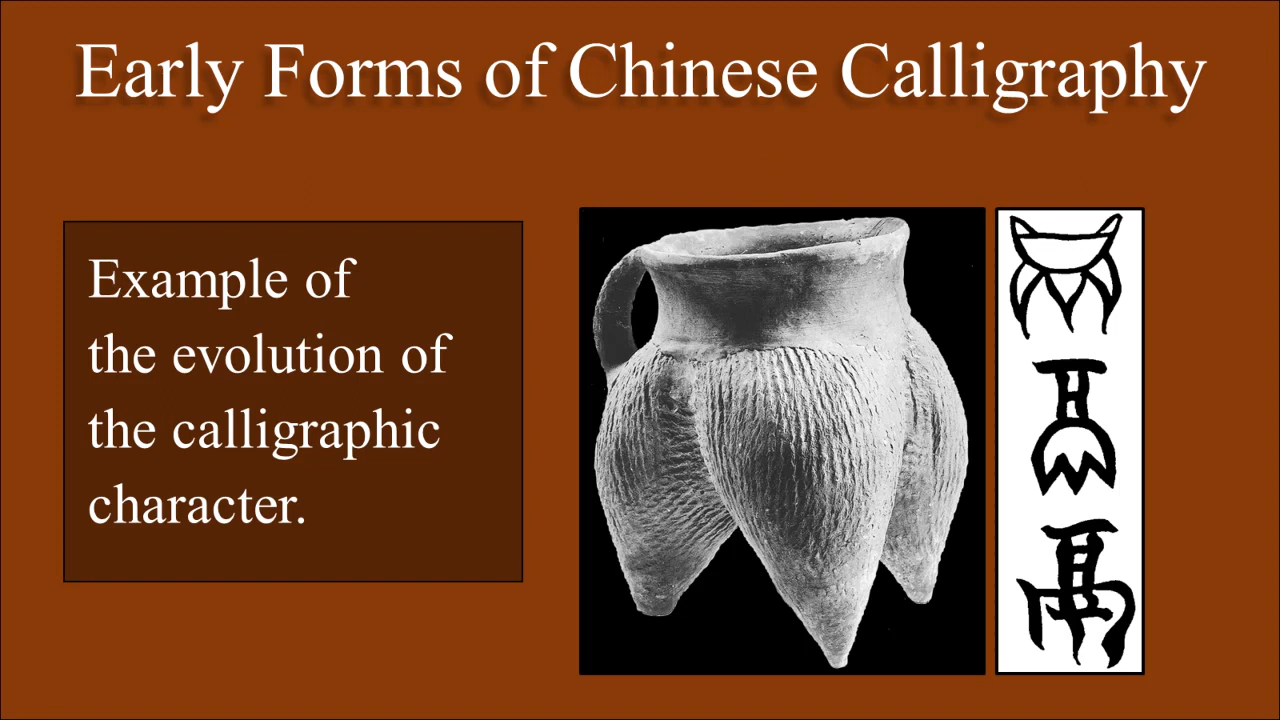 Early Forms of Chinese Calligraphy
Example of
the evolution of
the calligraphic
character.